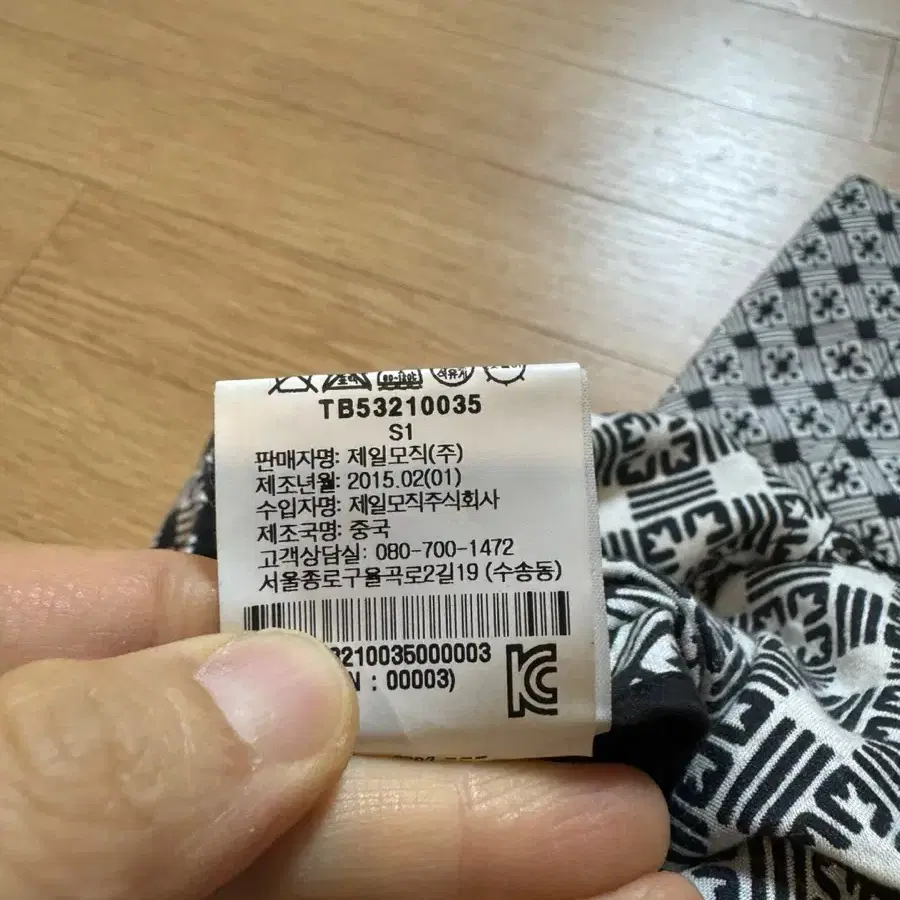 TB53210035
S1
판매자명: 제일모직(주)
제조년월: 2015.02(01)
수입자명: 제일모직주식회사
제조국명: 중국
고객상담실: 080-700-1472
서울종로구율곡로2길19 (수송동)
3210035000003
N : 00003)
KC